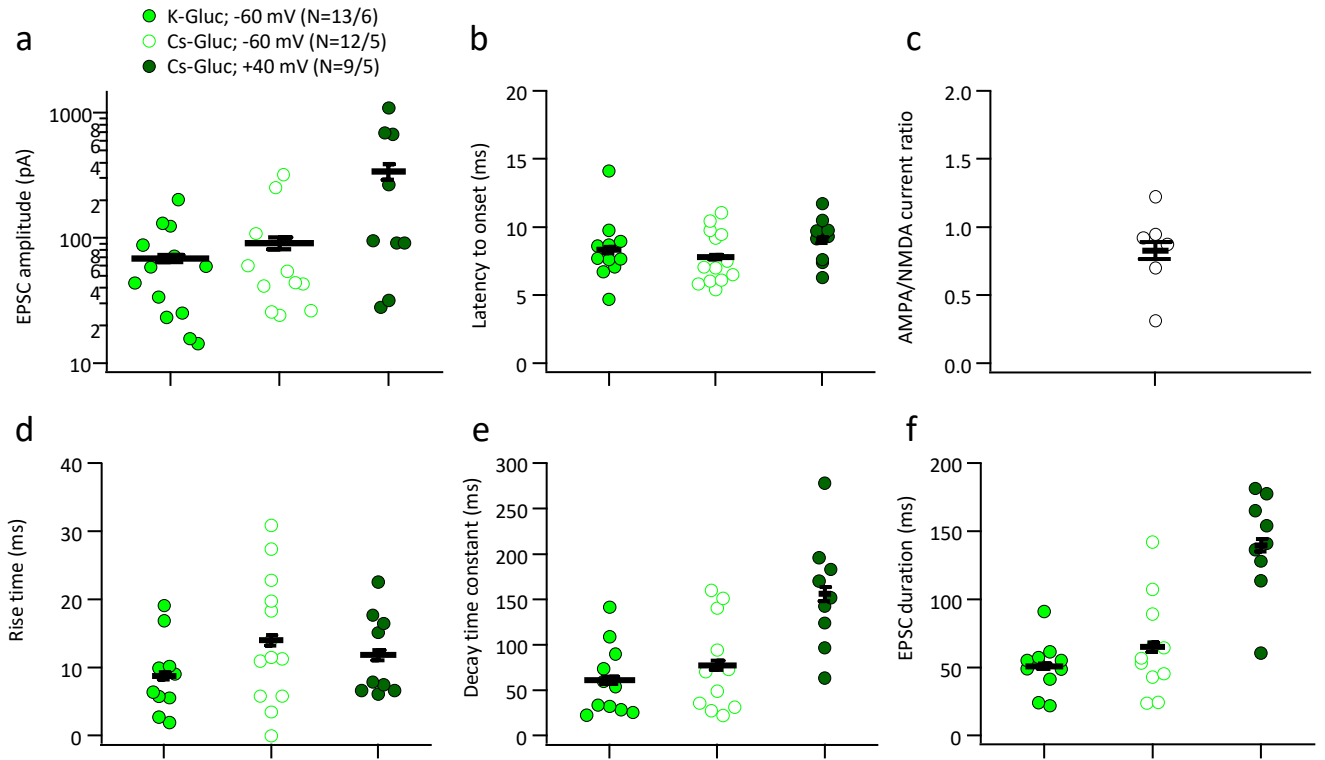 K-Gluc; -60 mV (N=13/6)
Cs-Gluc; -60 mV (N=12/5)
Cs-Gluc; +40 mV (N=9/5)
a
EPSC amplitude (pA)
1000
8
6
4
2
100
8
6
4
2
10
b
Latency to onset (ms)
20
15
10
5
0
c
AMPA/NMDA current ratio
2.0
1.5
1.0
0.5
0.0
d
Rise time (ms)
40
30
20
10
0
e
Decay time constant (ms)
300
250
200
150
100
50
0
f
EPSC duration (ms)
200
150
100
50
0